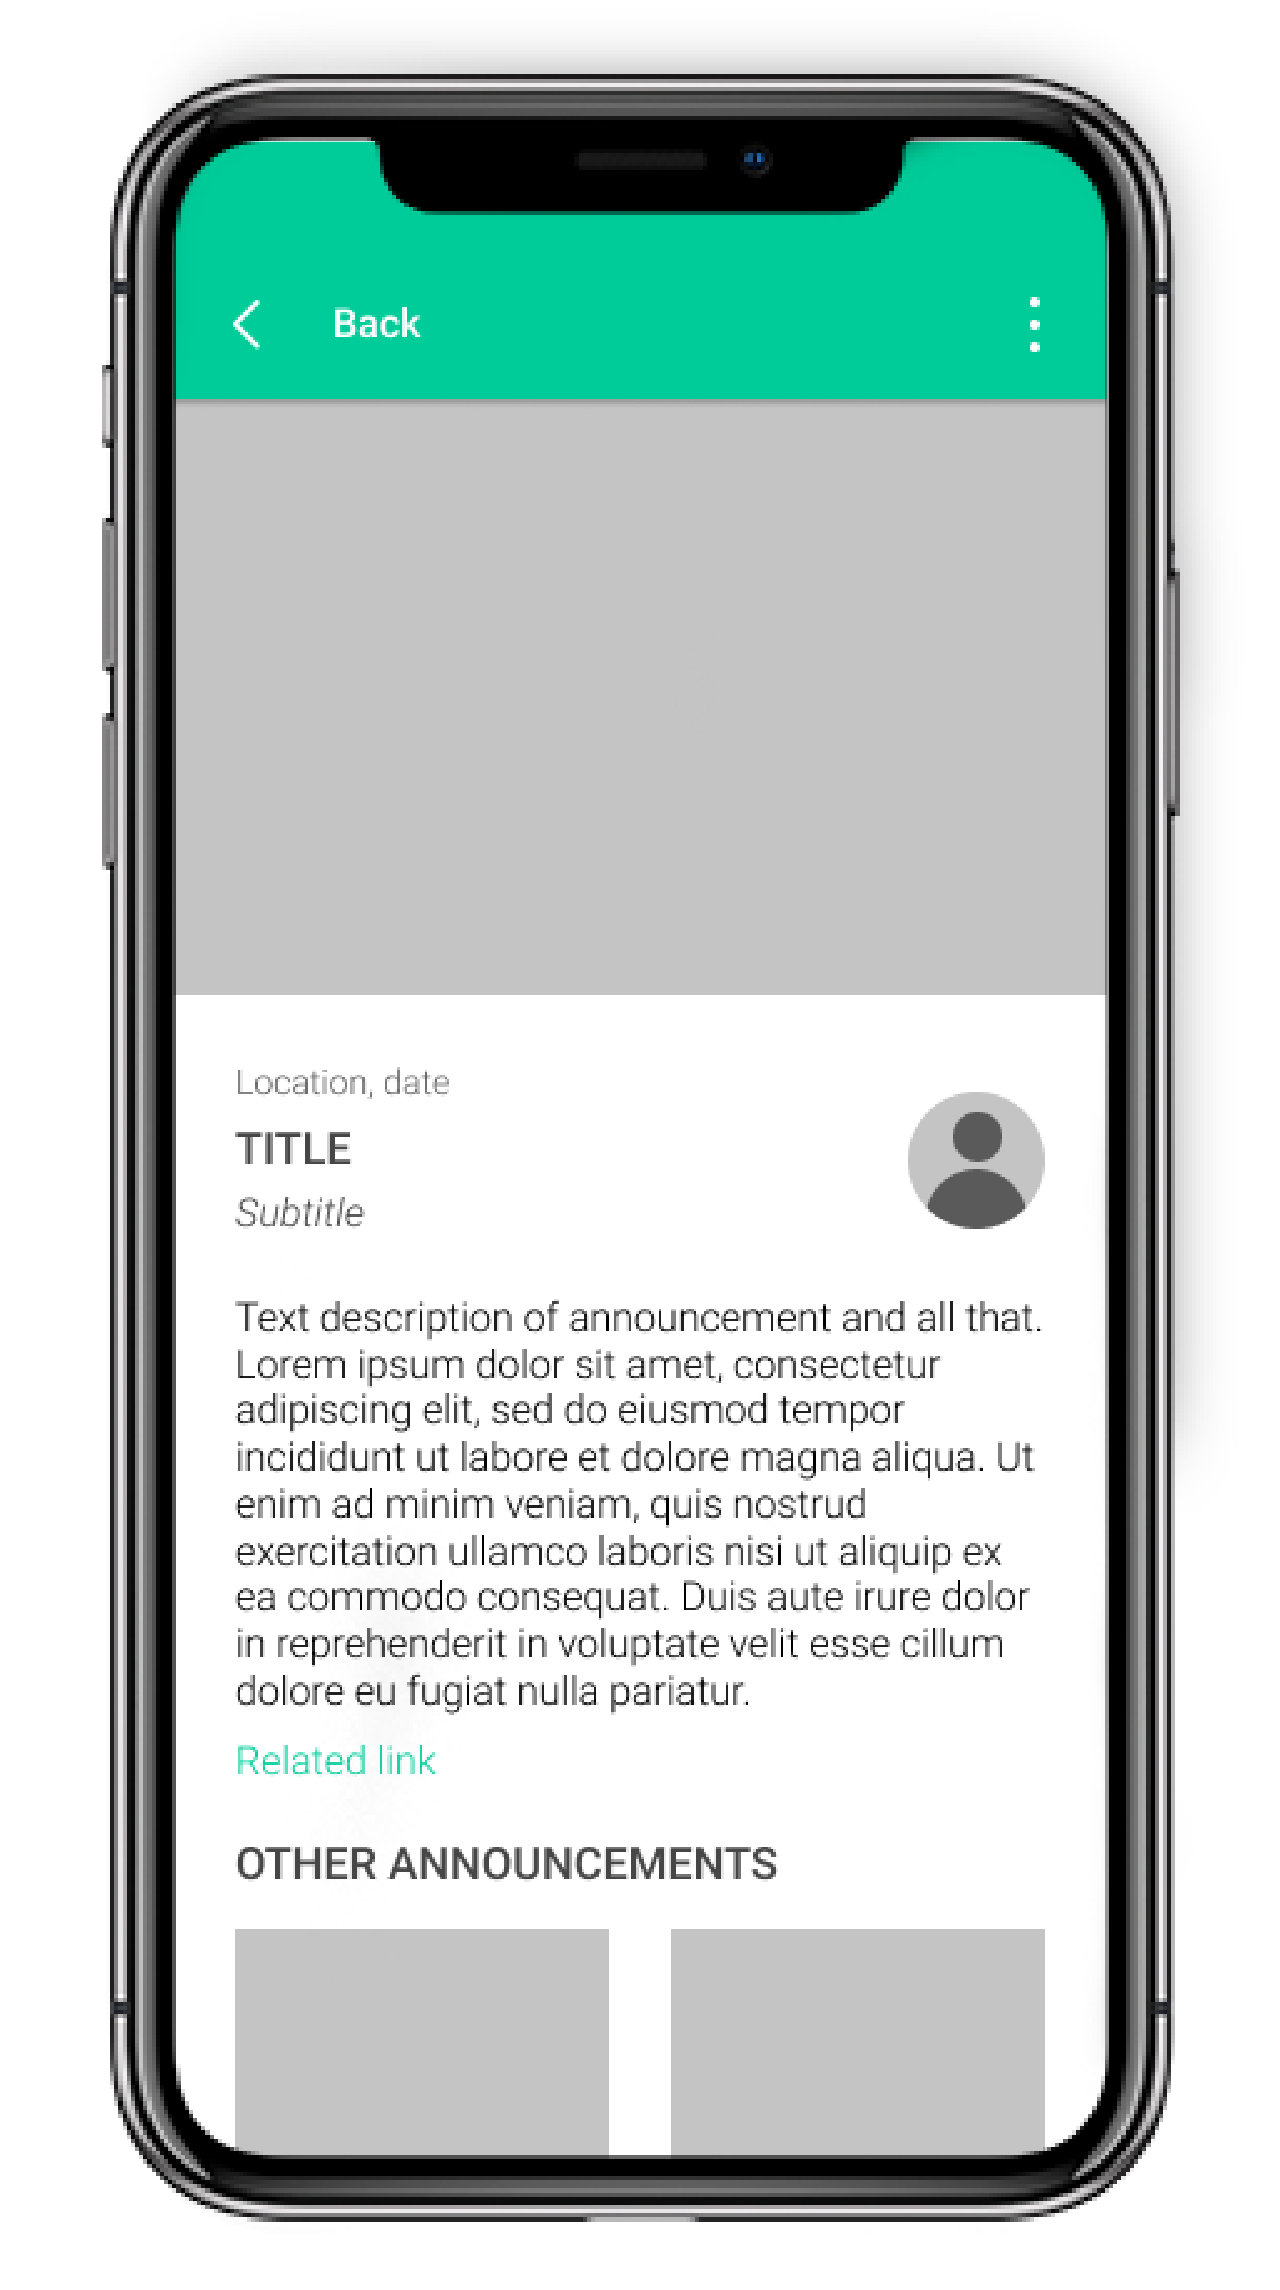 Back
Location, date
TITLE
Subtitle
Text description of announcement and all that.
Lorem ipsum dolor sit amet, consectetur
adipiscing elit, sed do eiusmod tempor
incididunt ut labore et dolore magna aliqua. Ut
enim ad minim veniam, quis nostrud
exercitation ullamco laboris nisi ut aliquip ex
ea commodo consequat. Duis aute irure dolor
in reprehenderit in voluptate velit esse cillum
dolore eu fugiat nulla pariatur.
Related link
OTHER ANNOUNCEMENTS